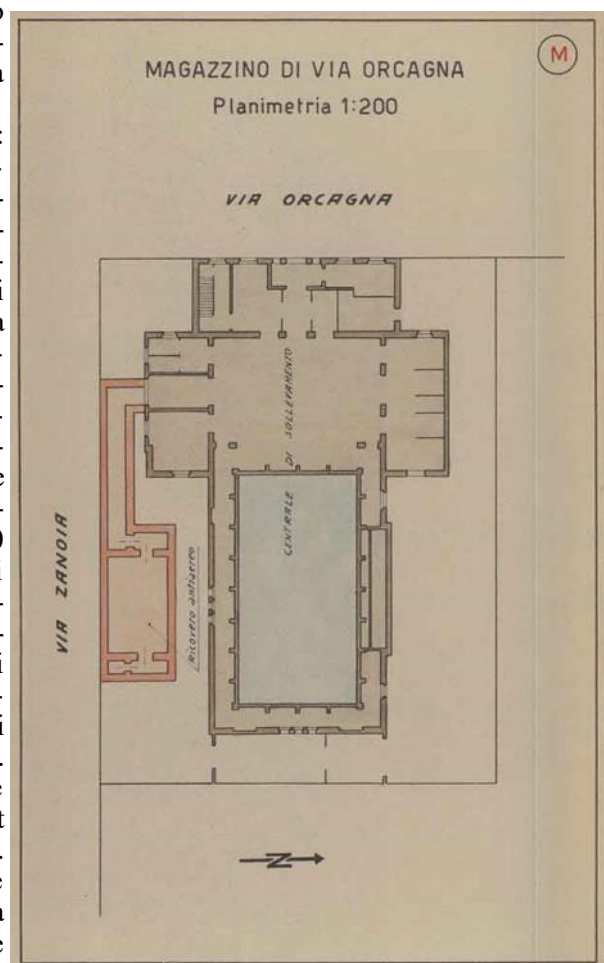 MAGAZZINO DI VIA ORCAGNA
Planimetria 1:200
M
VIA ORCAGNA
CENTRALE DI SOLLEVAMENTO
VIA ZANOIA
Ricovero antiaereo
N